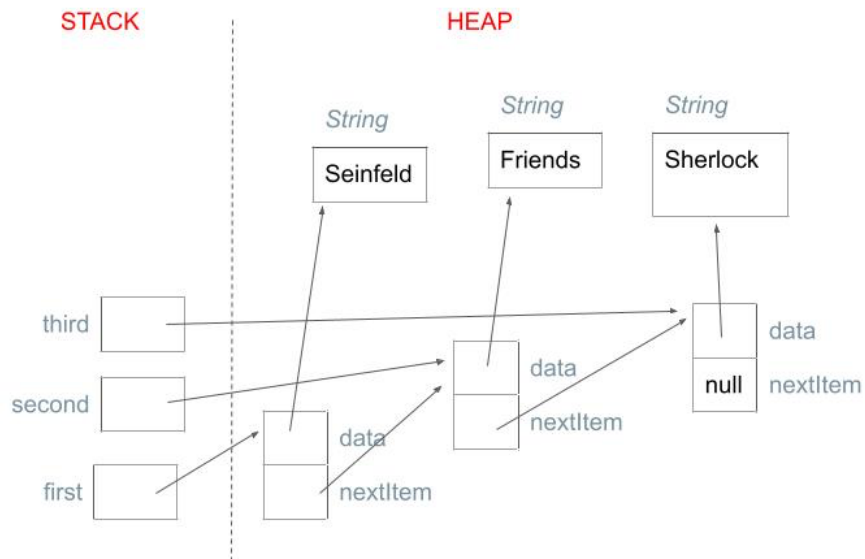 STACK
HEAP
String
String
String
Seinfeld
Friends
Sherlock
third
data
second
data
null
nextItem
nextItem
data
first
nextItem